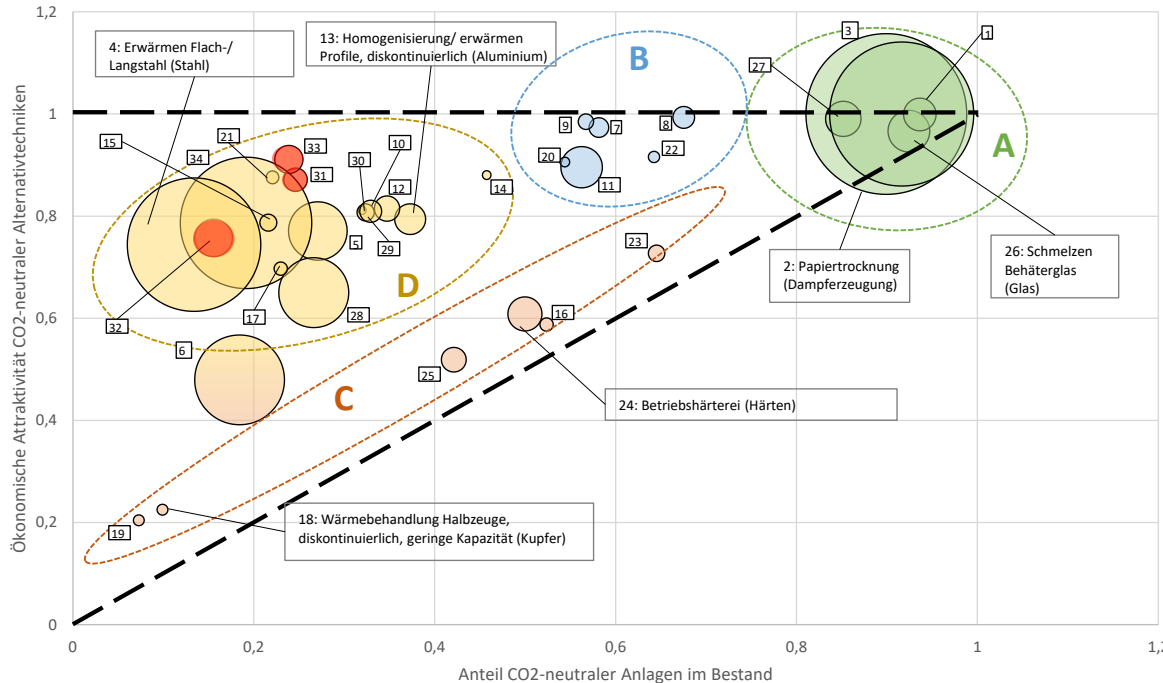 1,2
1
0,8
0,6
0,4
0,2
0
0
0,2
0,4
0,6
0,8
1
1,2
Ökonomische Attraktivität CO2-neutraler Alternativtechniken
Anteil CO2-neutraler Anlagen im Bestand
4: Erwärmen Flach-/
Langstahl (Stahl)
13: Homogenisierung/ erwärmen
Profile, diskontinuierlich (Aluminium)
B
3
1
27
A
15
21
34
33
31
30
10
12
29
14
9
7
8
20
22
11
5
D
17
28
32
6
23
16
2: Papiertrocknung
(Dampferzeugung)
26: Schmelzen
Behäterglas
(Glas)
C
25
24: Betriebshärterei (Härten)
19
18: Wärmebehandlung Halbzeuge,
diskontinuierlich, geringe Kapazität (Kupfer)